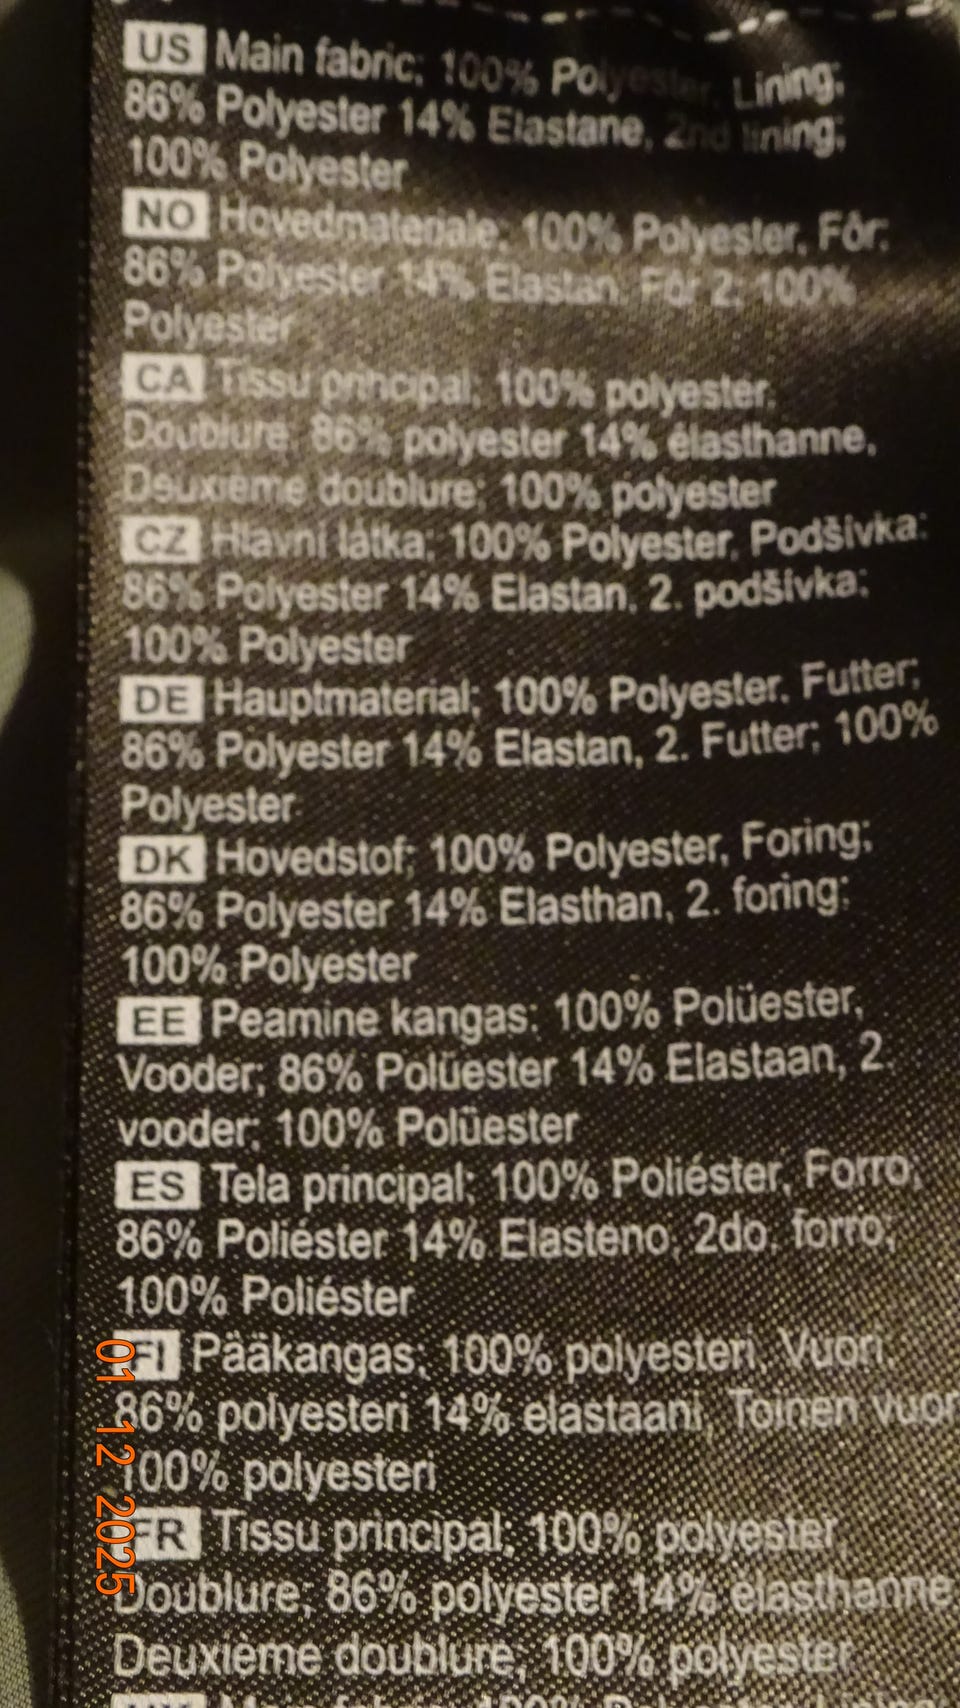 US Main fabric; 100% Polyester, Lining;
86% Polyester 14% Elastane, 2nd lining;
100% Polyester
NO Hovedmateriale; 100% Polyester, Fôr;
86% Polyester 14% Elastan, Fôr 2; 100%
Polyester
CA Tissu principal; 100% polyester,
Doublure; 86% polyester 14% élasthanne,
Deuxième doublure; 100% polyester
CZ Hlavní látka; 100% Polyester, Podšívka;
86% Polyester 14% Elastan, 2. podšívka;
100% Polyester
DE Hauptmaterial; 100% Polyester, Futter;
86% Polyester 14% Elastan, 2. Futter; 100%
Polyester
DK Hovedstof; 100% Polyester, Foring;
86% Polyester 14% Elasthan, 2. foring;
100% Polyester
EE Peamine kangas; 100% Polüester,
Vooder; 86% Polüester 14% Elastaan, 2.
vooder; 100% Polüester
ES Tela principal; 100% Poliéster, Forro;
86% Poliéster 14% Elasteno, 2do. forro;
100% Poliéster
FI Pääkangas; 100% polyesteri, Vuori
86% polyesteri 14% elastaani, Toinen vuor
100% polyesteri
FR Tissu principal; 100% polyest
Doublure; 86% polyester 14% élasthanne
Deuxième doublure; 100% polyester
01 12 2025